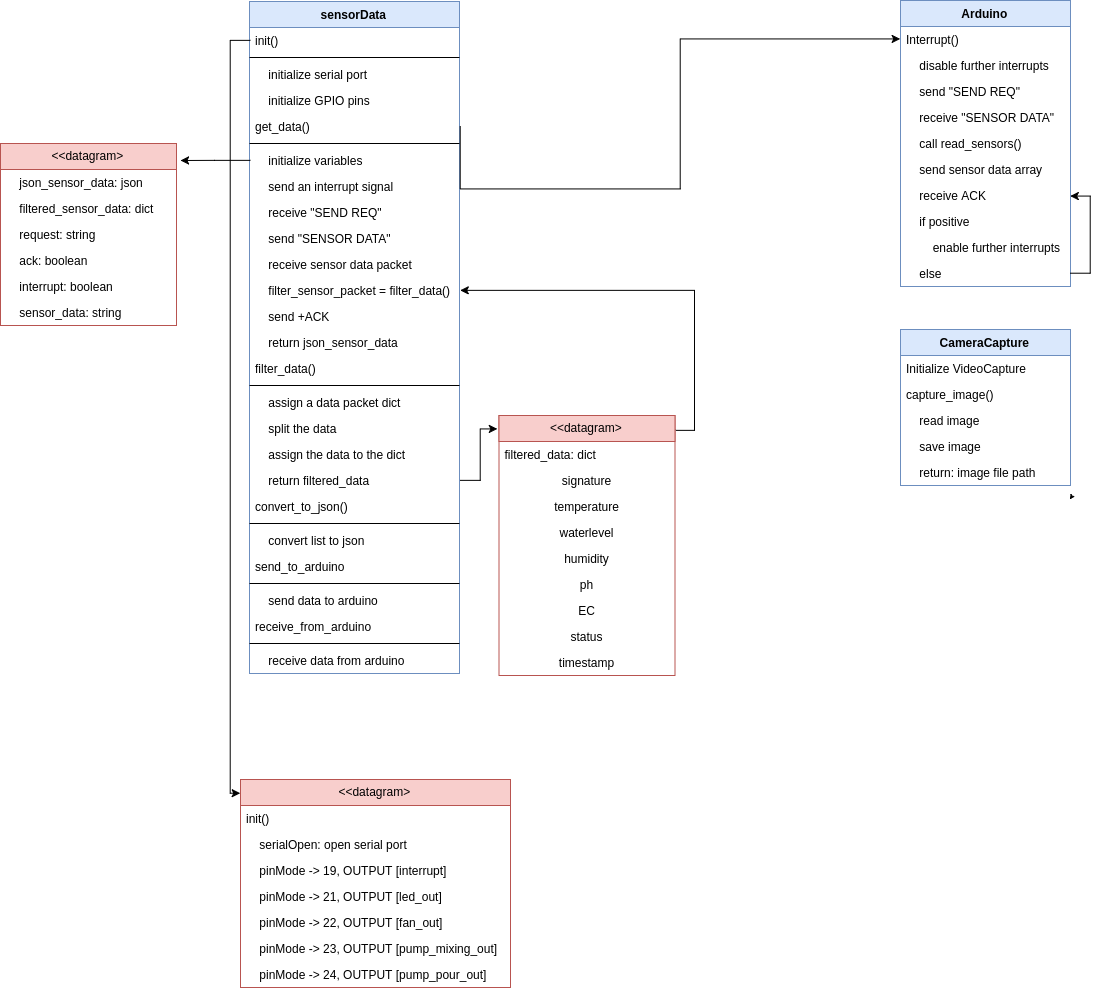 sensorData
init()
initialize serial port
initialize GPIO pins
get_data()
initialize variables
send an interrupt signal
receive "SEND REQ"
send "SENSOR DATA"
receive sensor data packet
filter_sensor_packet = filter_data()
send +ACK
return json_sensor_data
filter_data()
assign a data packet dict
split the data
assign the data to the dict
return filtered_data
convert_to_json()
convert list to json
send_to_arduino
send data to arduino
receive_from_arduino
receive data from arduino
<<datagram>
json_sensor_data: json
filtered_sensor_data: dict
request: string
ack: boolean
interrupt: boolean
sensor_data: string
<<datagram>
filtered_data: dict
signature
temperature
waterlevel
humidity
ph
EC
status
timestamp
<<datagram>
init()
serialOpen: open serial port
pinMode -> 19, OUTPUT [interrupt]
pinMode -> 21, OUTPUT [led_out]
pinMode -> 22, OUTPUT [fan_out]
pinMode -> 23, OUTPUT [pump_mixing_out]
pinMode -> 24, OUTPUT [pump_pour_out]
Arduino
Interrupt()
disable further interrupts
send "SEND REQ"
receive "SENSOR DATA"
call read_sensors()
send sensor data array
receive ACK
if positive
enable further interrupts
else
CameraCapture
Initialize VideoCapture
capture_image()
read image
save image
return: image file path